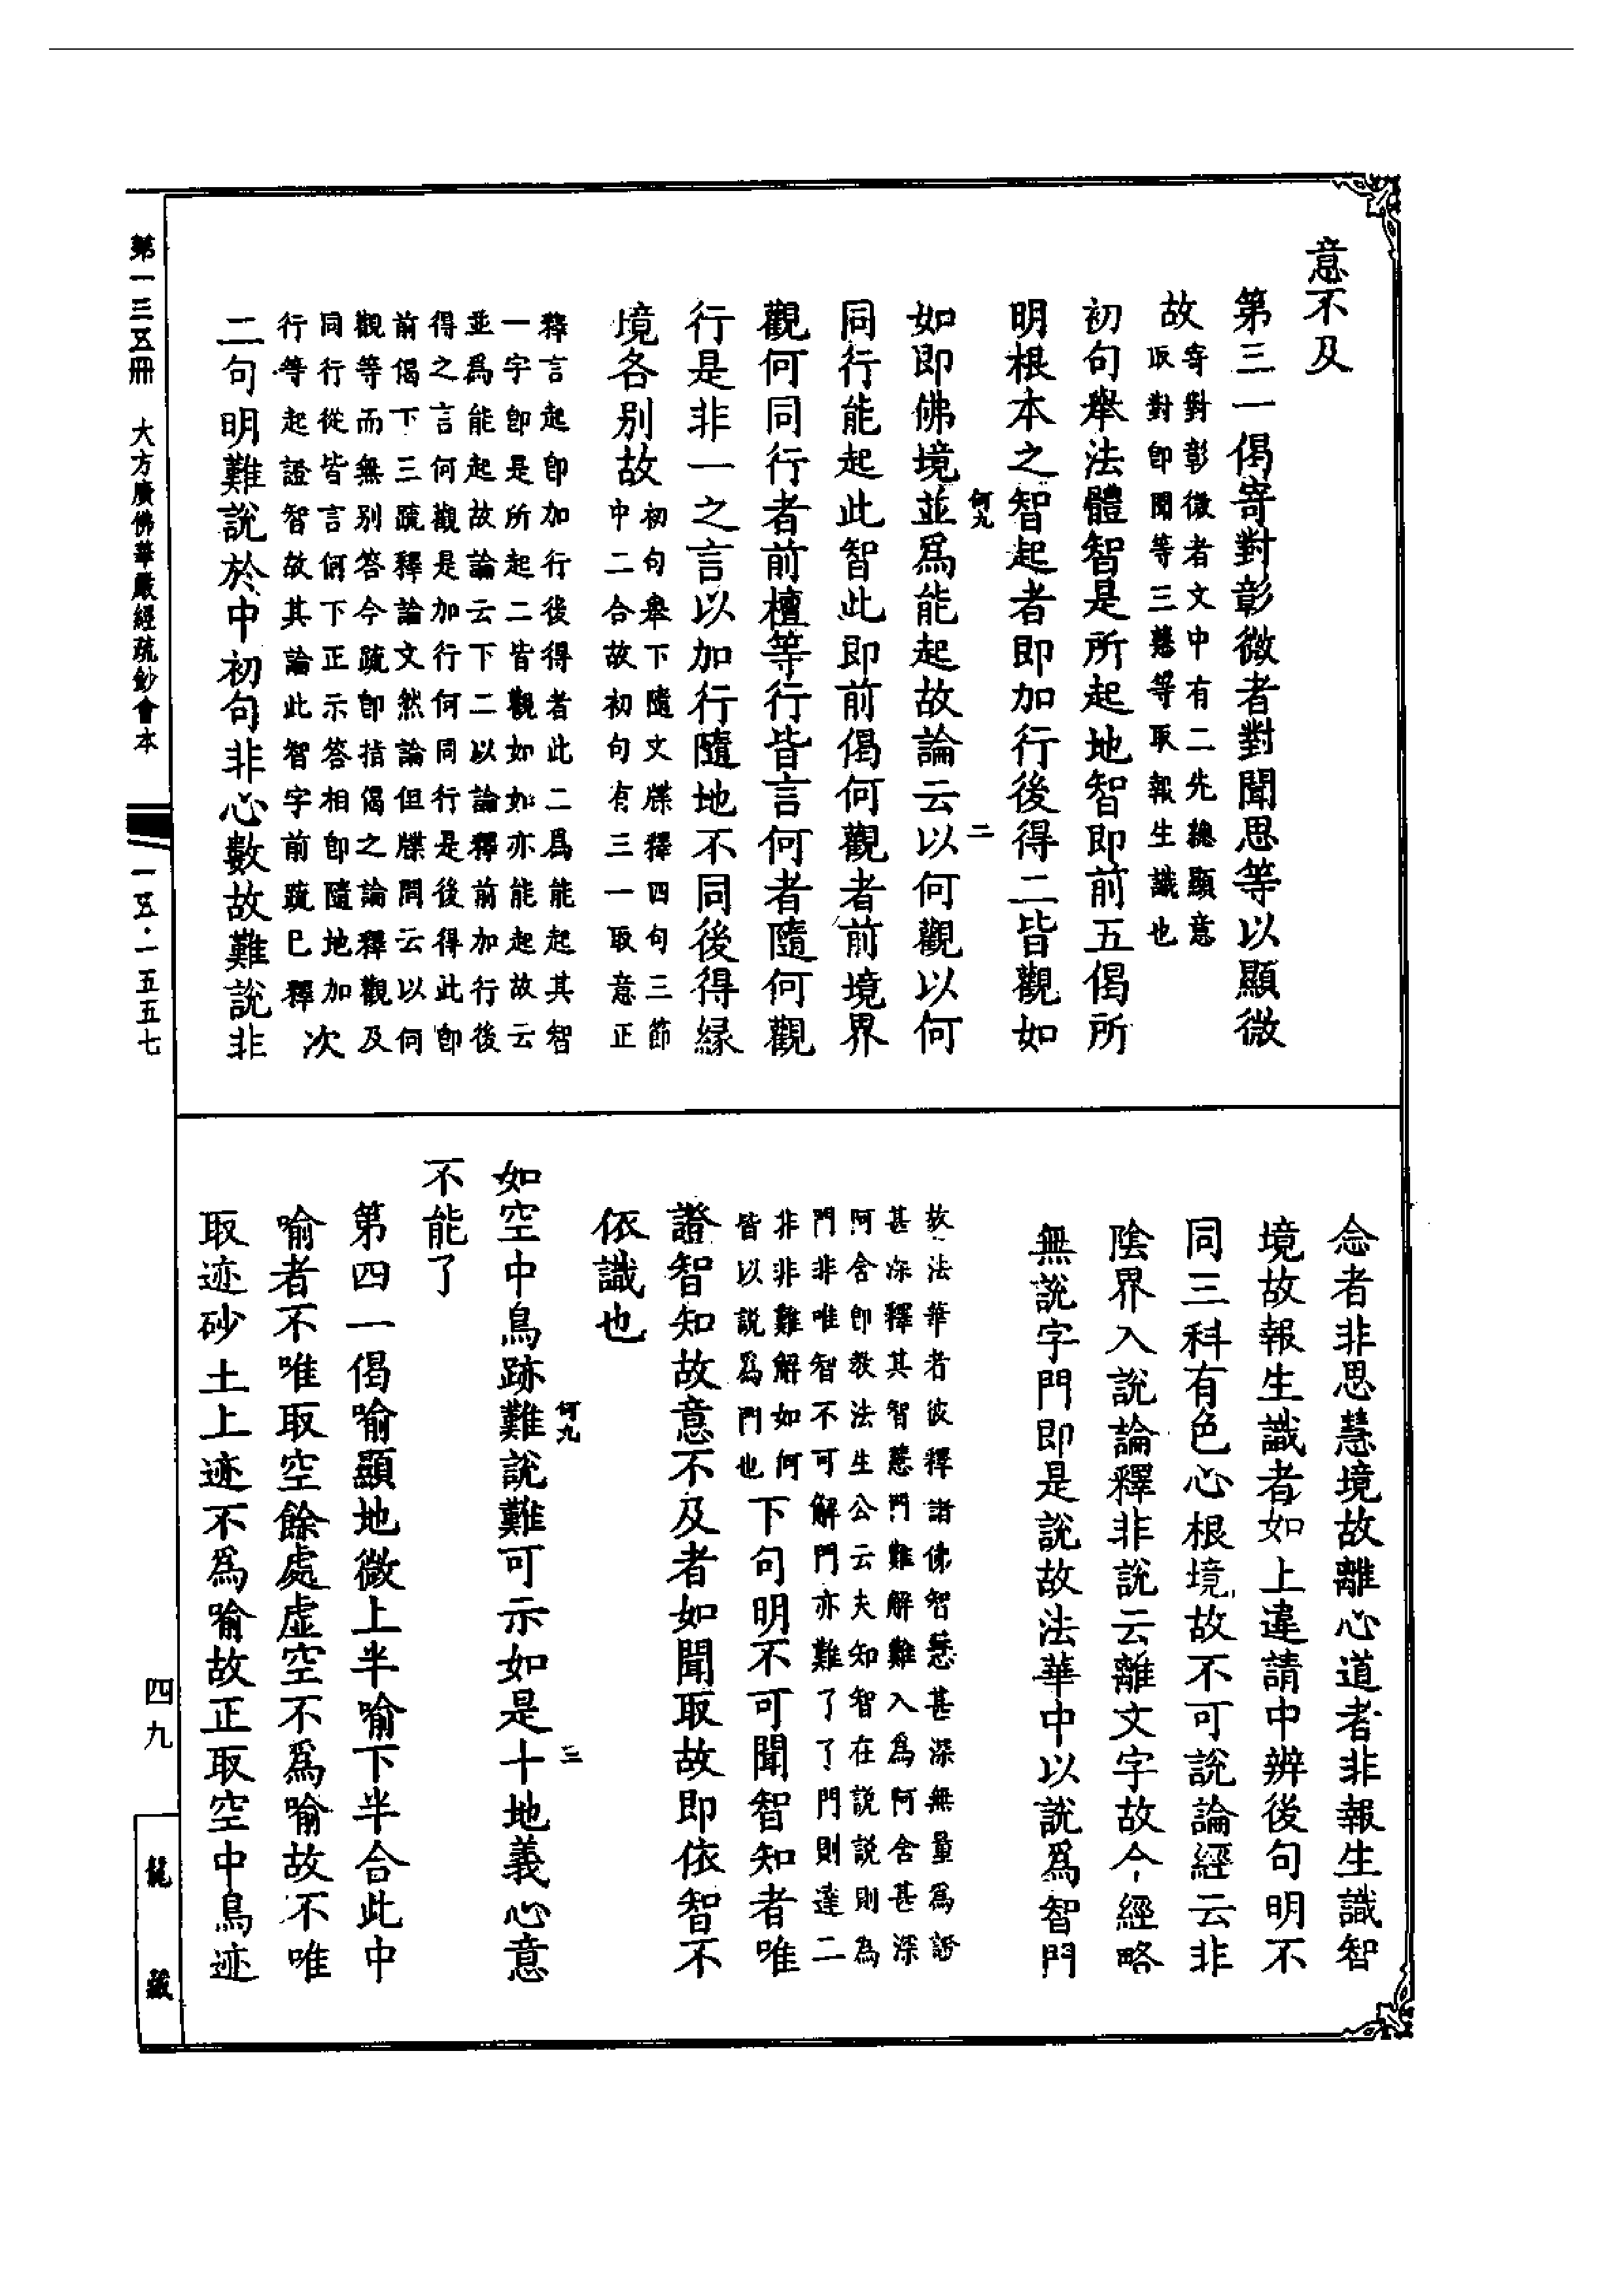 意不及
第三一偈寄對彰微者對聞思等以顯微
故
寄對彰微者文中有二先總顯意
取對即聞等三慧等取報生識也
初句舉法體智是所起地智即前五偈所
明根本之智起者即加行後得二皆觀如
何九
二
如即佛境並爲能起故論云以何觀以何
同行能起此智此即前偈何觀者前境界
觀何同行者前檀等行皆言何者隨何觀
行是非一之言以加行隨地不同後得緣
境各別故
初句舉下隨文牒釋四句三節
中二合故初句有三一取意正
釋言起即加行後得者此二爲能起其智
一字即是所起二皆觀如如亦能起故云
並爲能起故論云下二以論釋前加行後
得之言何觀是加行何同行是後得此即
前偈下三疏釋論文然論但牒問云以何
觀等而無別答今疏即指偈之論釋觀及
同行從皆言何下正示答相即隨地加
行等起證智故其論此智字前疏已釋
次
二句明難說於中初句非心數故難說非
念者非思慧境故離心道者非報生識智
境故報生識者如上違請中辨後句明不
同三科有色心根境故不可說論經云非
陰界入說論釋非說云離文字故今經略
無說字門即是說故法華中以說爲智門
故法華者彼釋諸佛智慧甚深無量爲證
甚深釋其智慧門難解難入為阿含甚深
阿含即教法生公云夫知智在說說則為
門非唯智不可解門亦難了了門則達二
非非難解如何
皆以說爲門也
下句明不可聞智知者唯
證智知故意不及者如聞取故即依智不
依識也
何九
三
如空中鳥跡難說難可示如是十地義心意
不能了
第四一偈喻顯地微上半喻下半合此中
喻者不唯取空餘處虛空不爲喻故不唯
取迹砂土上迹不爲喻故正取空中鳥迹
第一三五冊　大方廣佛華嚴經疏鈔會本
一五·一五五七
四九
龍藏